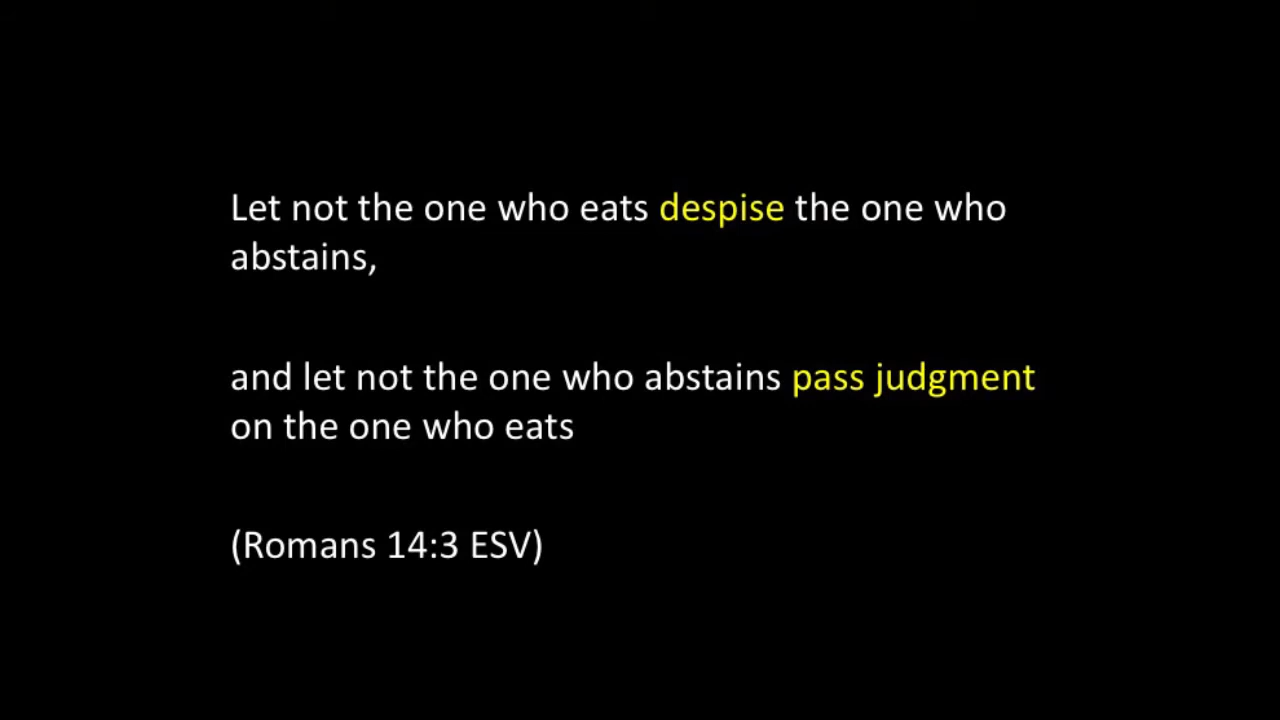 Let not the one who eats despise the one who
abstains,
and let not the one who abstains pass judgment
on the one who eats
(Romans 14:3 ESV)